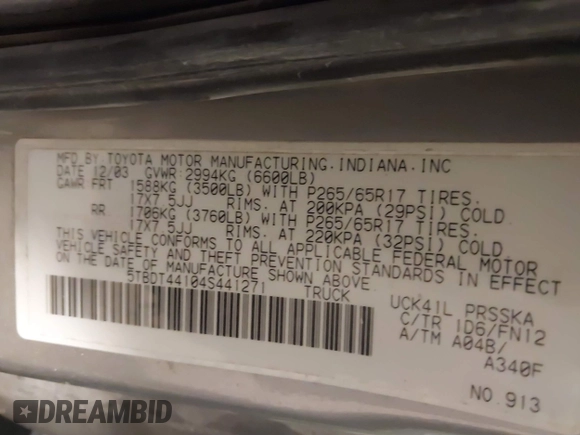 MFD.BY.TOYOTA MOTOR MANUFACTURING.INDIANA.INC
DATE 12/03 GVWR:2994KG (6600LB)
GAWR FRT 1588KG (3500LB) WITH P265/65R17 TIRES.
17X7.5JJ RIMS. AT 200KPA (29PSI) COLD.
RR 1706KG (3760LB) WITH P265/65R17 TIRES.
17X7.5JJ RIMS. AT 220KPA (32PSI) COLD.
THIS VEHICLE CONFORMS TO ALL APPLICABLE FEDERAL MOTOR
VEHICLE SAFETY AND THEFT PREVENTION STANDARDS IN EFFECT
ON THE DATE OF MANUFACTURE SHOWN ABOVE
5TBDT44104S441271 TRUCK
UCK41L PRSSKA
C/TR 1D6/FN12
A/TM A04B/
A340F
NO.913
DREAMBID